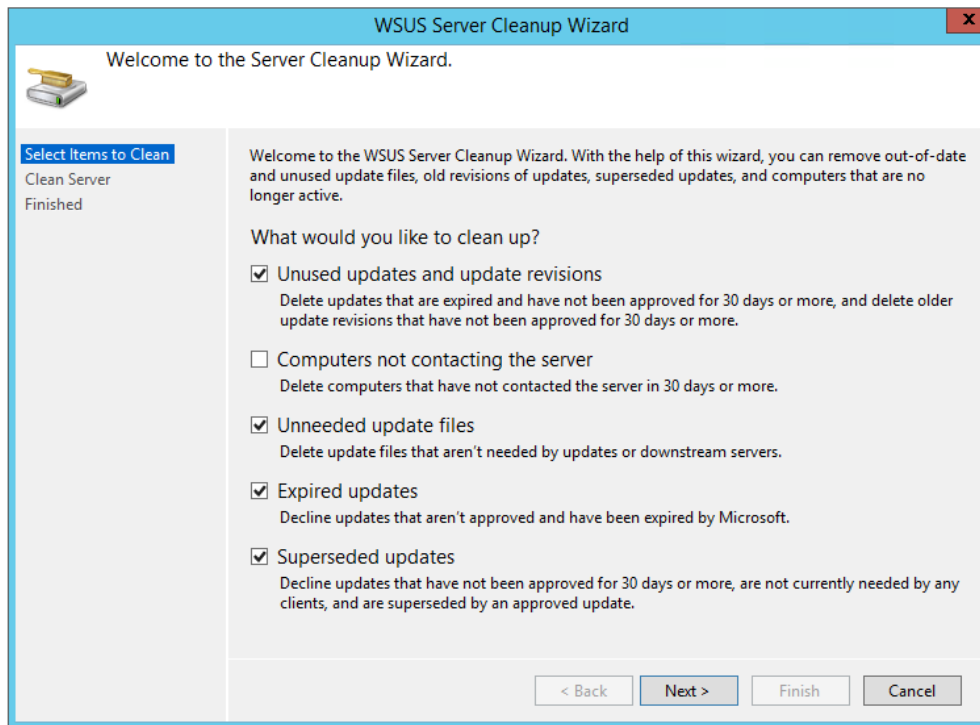 WSUS Server Cleanup Wizard
x
Welcome to the Server Cleanup Wizard.
Select Items to Clean
Clean Server
Finished
Welcome to the WSUS Server Cleanup Wizard. With the help of this wizard, you can remove out-of-date
and unused update files, old revisions of updates, superseded updates, and computers that are no
longer active.
What would you like to clean up?
Unused updates and update revisions
Delete updates that are expired and have not been approved for 30 days or more, and delete older
update revisions that have not been approved for 30 days or more.
Computers not contacting the server
Delete computers that have not contacted the server in 30 days or more.
Unneeded update files
Delete update files that aren't needed by updates or downstream servers.
Expired updates
Decline updates that aren't approved and have been expired by Microsoft.
Superseded updates
Decline updates that have not been approved for 30 days or more, are not currently needed by any
clients, and are superseded by an approved update.
< Back
Next >
Finish
Cancel